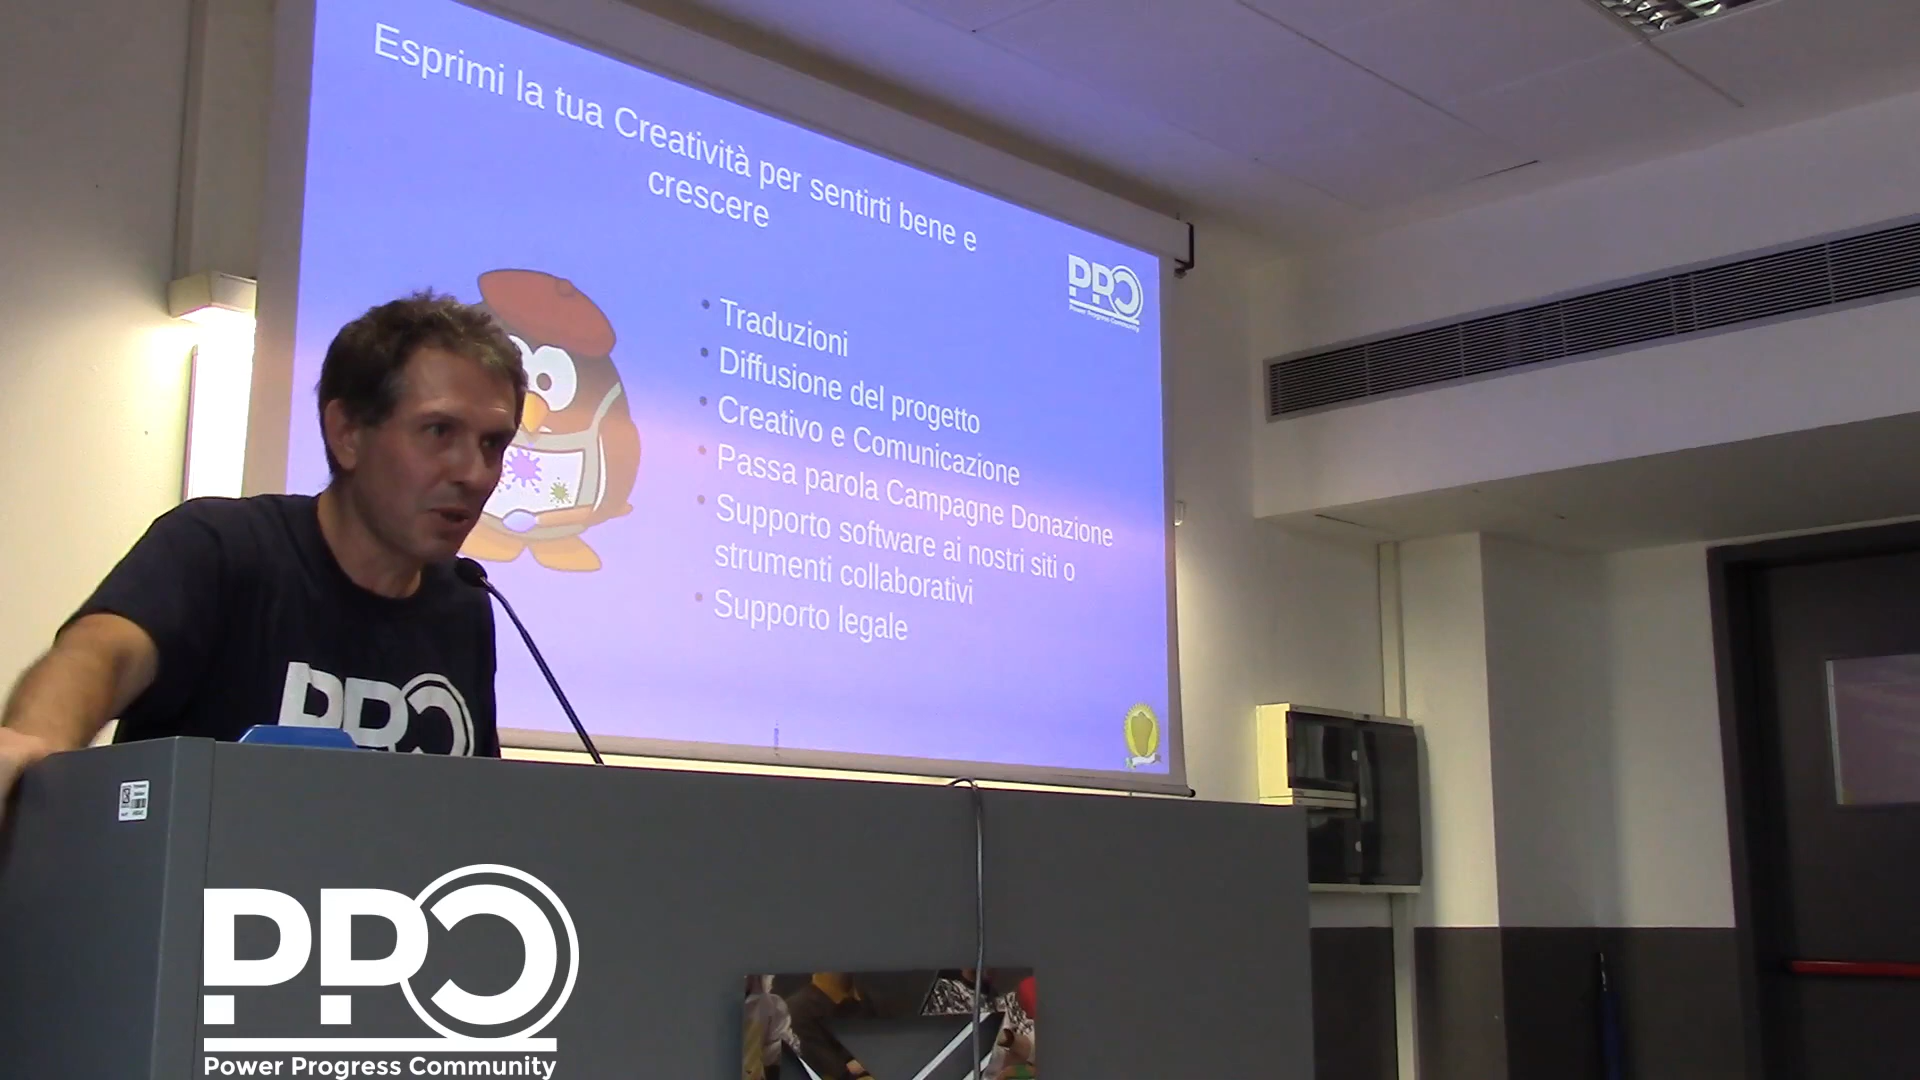 Esprimi la tua Creatività per sentirti bene e
crescere
PPC
Power Progress Community
Traduzioni
Diffusione del progetto
Creativo e Comunicazione
Passa parola Campagne Donazione
Supporto software ai nostri siti o
strumenti collaborativi
Supporto legale
PPC
PPC
Power Progress Community